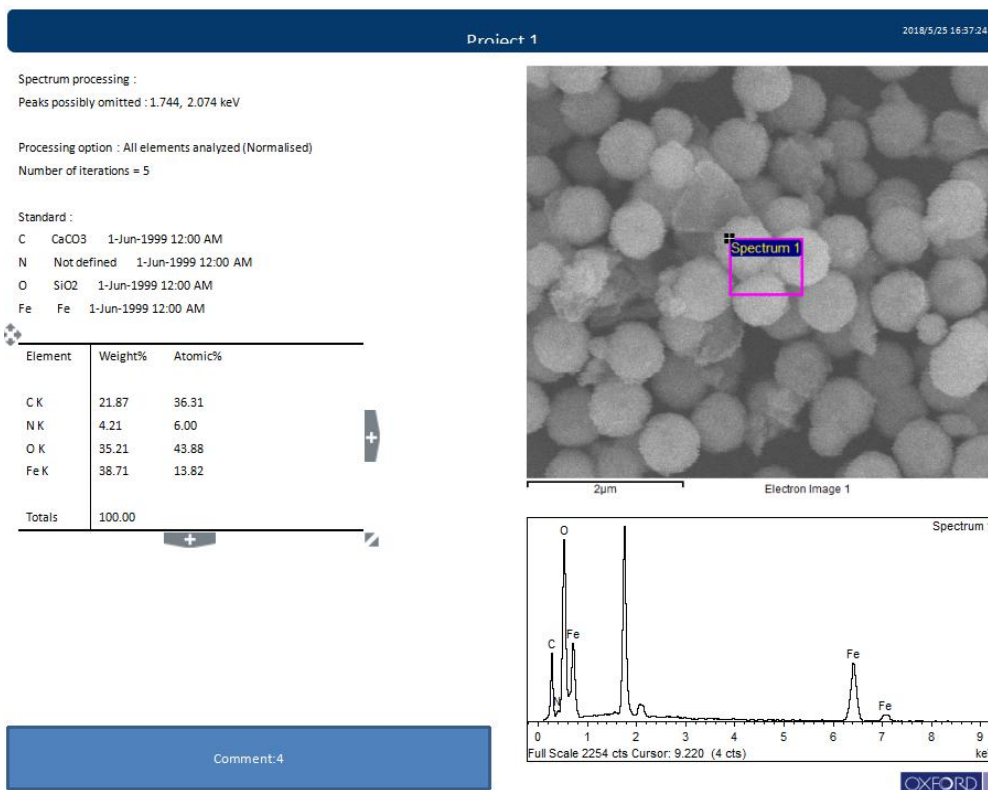 Project 1
2018/5/25 16:37:24
Spectrum processing :
Peaks possibly omitted : 1.744, 2.074 keV
Processing option : All elements analyzed (Normalised)
Number of iterations = 5
Standard :
C CaCO3 1-Jun-1999 12:00 AM
N Not defined 1-Jun-1999 12:00 AM
O SiO2 1-Jun-1999 12:00 AM
Fe Fe 1-Jun-1999 12:00 AM
Element Weight% Atomic%
C K 21.87 36.31
N K 4.21 6.00
O K 35.21 43.88
Fe K 38.71 13.82
Totals 100.00
Comment:4
Spectrum 1
2µm Electron Image 1
Spectrum
O
Fe
C
N
Fe
Fe
0 1 2 3 4 5 6 7 8 9
Full Scale 2254 cts Cursor: 9.220 (4 cts)
OXFORD